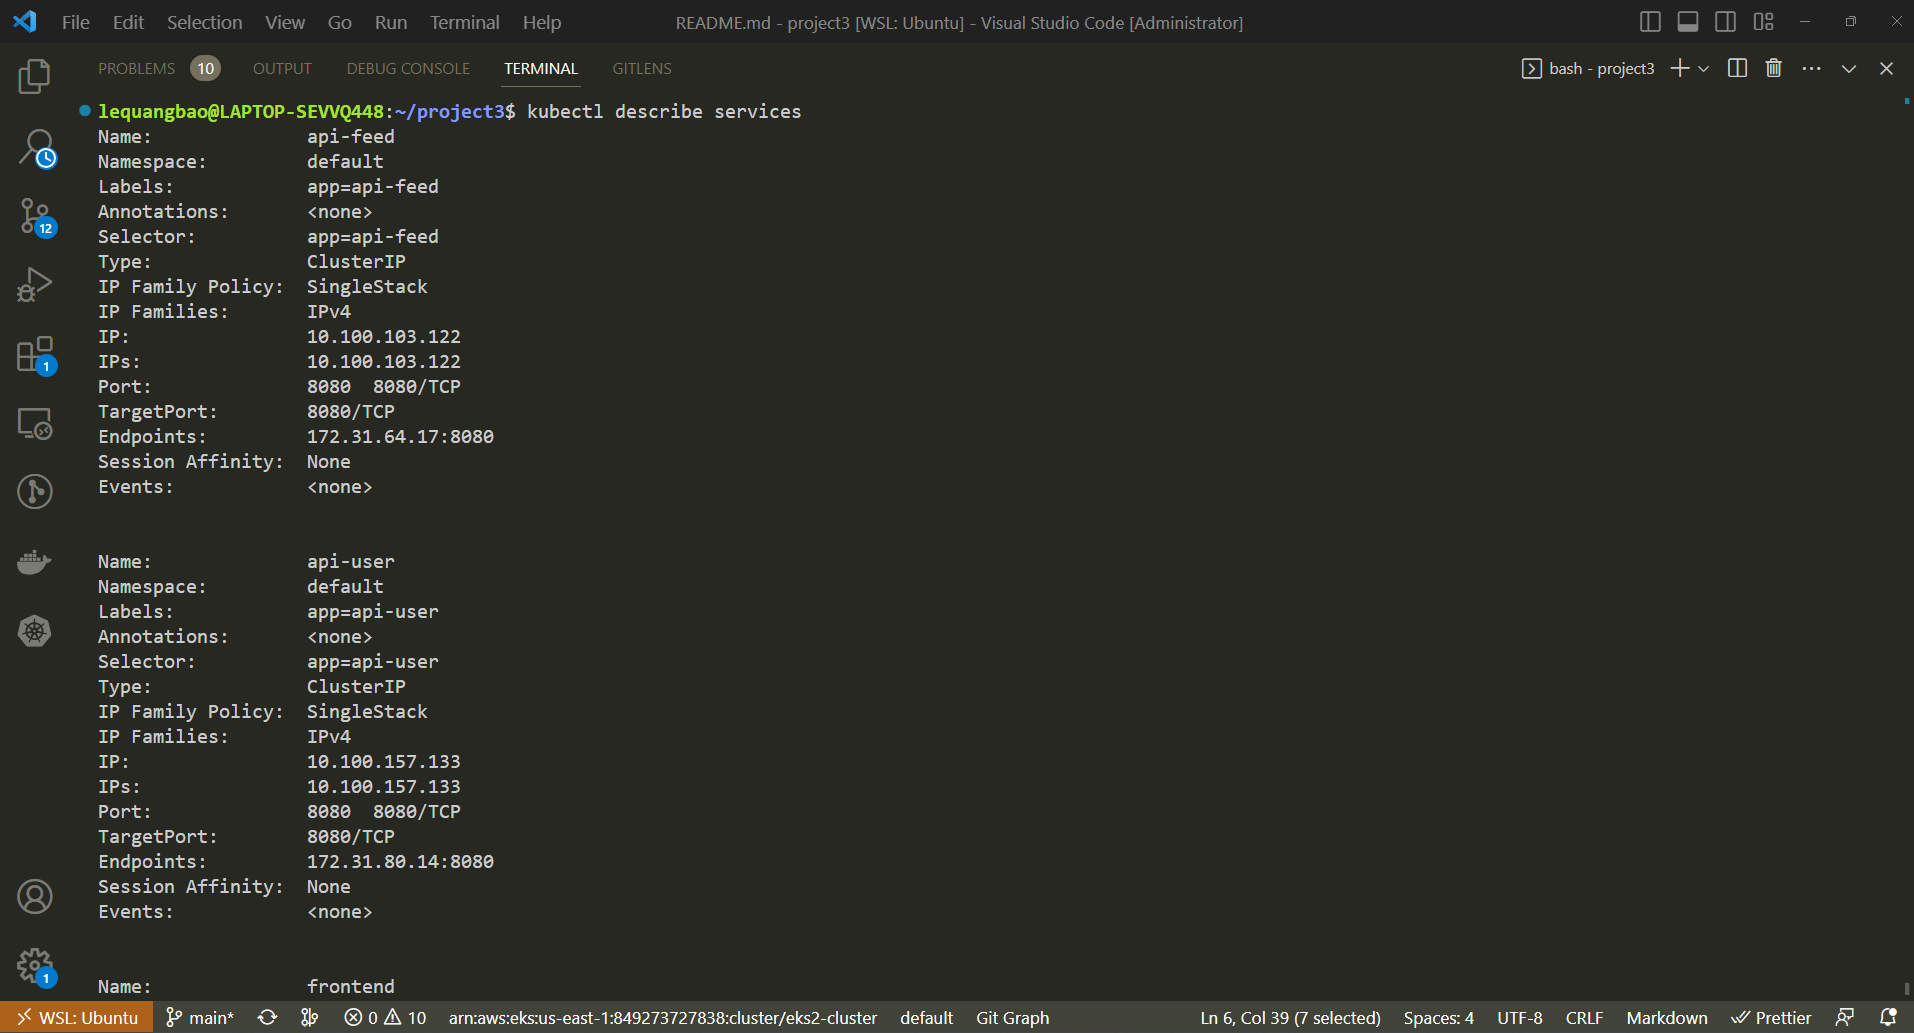 File Edit Selection View Go Run Terminal Help README.md - project3 [WSL: Ubuntu] - Visual Studio Code [Administrator]
PROBLEMS 10 OUTPUT DEBUG CONSOLE TERMINAL GITLENS bash - project3
lequangbao@LAPTOP-SEVVQ448:~/project3$ kubectl describe services
Name: api-feed
Namespace: default
Labels: app=api-feed
Annotations: <none>
Selector: app=api-feed
Type: ClusterIP
IP Family Policy: SingleStack
IP Families: IPv4
IP: 10.100.103.122
IPs: 10.100.103.122
Port: 8080 8080/TCP
TargetPort: 8080/TCP
Endpoints: 172.31.64.17:8080
Session Affinity: None
Events: <none>
Name: api-user
Namespace: default
Labels: app=api-user
Annotations: <none>
Selector: app=api-user
Type: ClusterIP
IP Family Policy: SingleStack
IP Families: IPv4
IP: 10.100.157.133
IPs: 10.100.157.133
Port: 8080 8080/TCP
TargetPort: 8080/TCP
Endpoints: 172.31.80.14:8080
Session Affinity: None
Events: <none>
Name: frontend
12
1
1
WSL: Ubuntu main* 0 10 arn:aws:eks:us-east-1:849273727838:cluster/eks2-cluster default Git Graph Ln 6, Col 39 (7 selected) Spaces: 4 UTF-8 CRLF Markdown Prettier